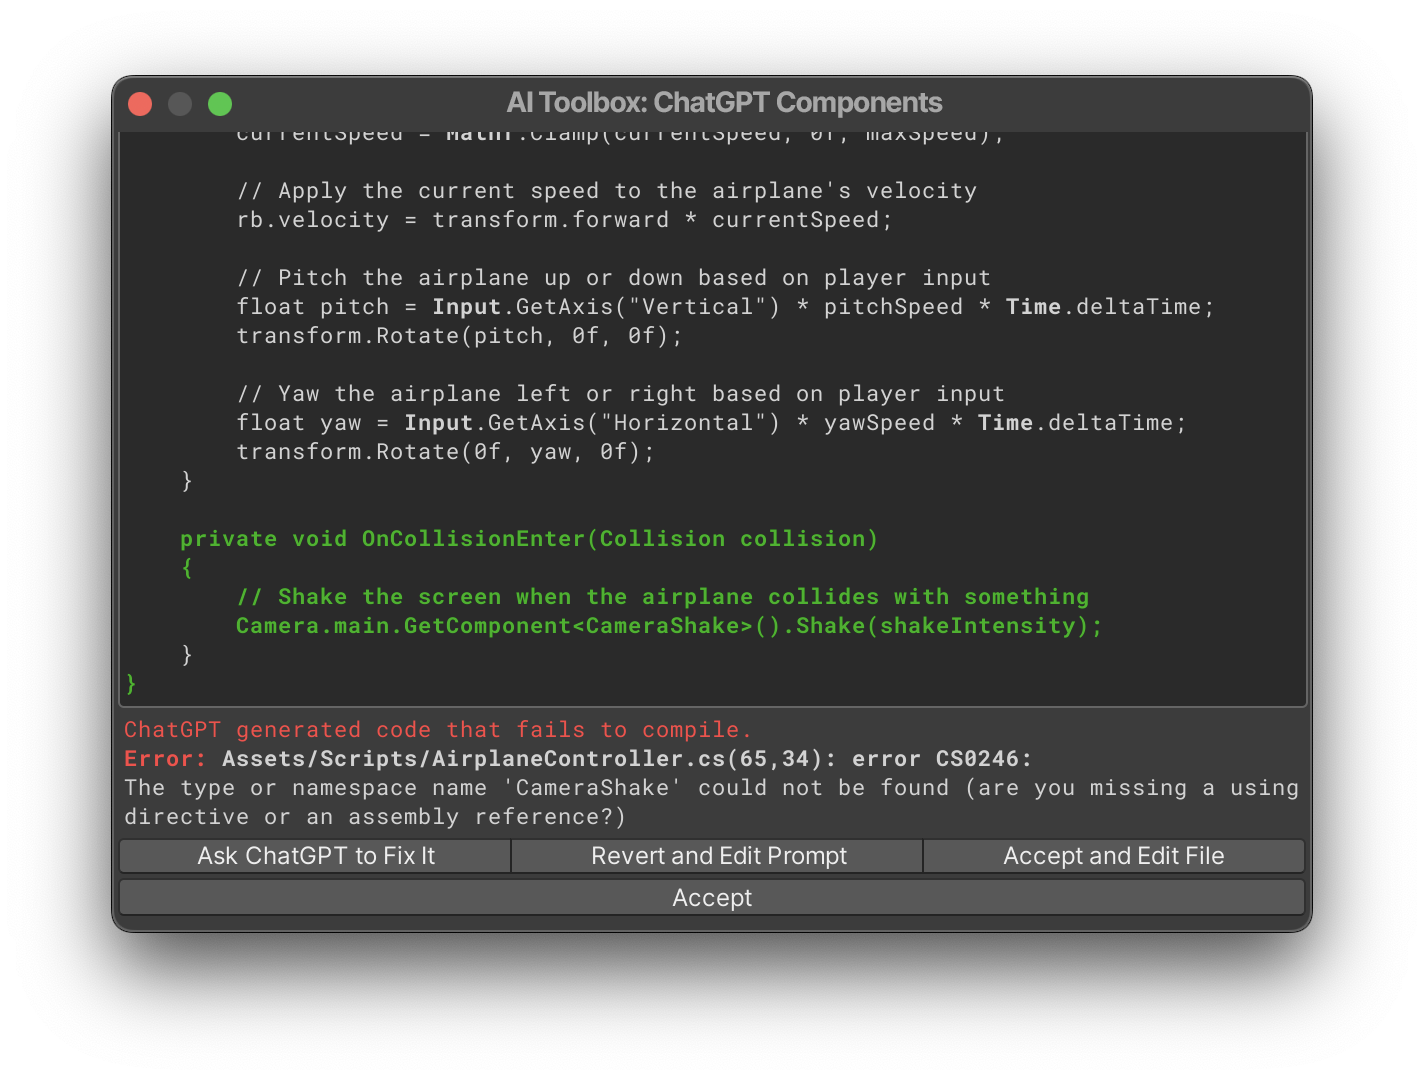 AI Toolbox: ChatGPT Components
currentSpeed = Mathf.Clamp(currentSpeed, 0f, maxSpeed);
// Apply the current speed to the airplane's velocity
rb.velocity = transform.forward * currentSpeed;
// Pitch the airplane up or down based on player input
float pitch = Input.GetAxis("Vertical") * pitchSpeed * Time.deltaTime;
transform.Rotate(pitch, 0f, 0f);
// Yaw the airplane left or right based on player input
float yaw = Input.GetAxis("Horizontal") * yawSpeed * Time.deltaTime;
transform.Rotate(0f, yaw, 0f);
}
private void OnCollisionEnter(Collision collision)
{
// Shake the screen when the airplane collides with something
Camera.main.GetComponent<CameraShake>().Shake(shakeIntensity);
}
}
ChatGPT generated code that fails to compile.
Error: Assets/Scripts/AirplaneController.cs(65,34): error CS0246:
The type or namespace name 'CameraShake' could not be found (are you missing a using
directive or an assembly reference?)
Ask ChatGPT to Fix It
Revert and Edit Prompt
Accept and Edit File
Accept